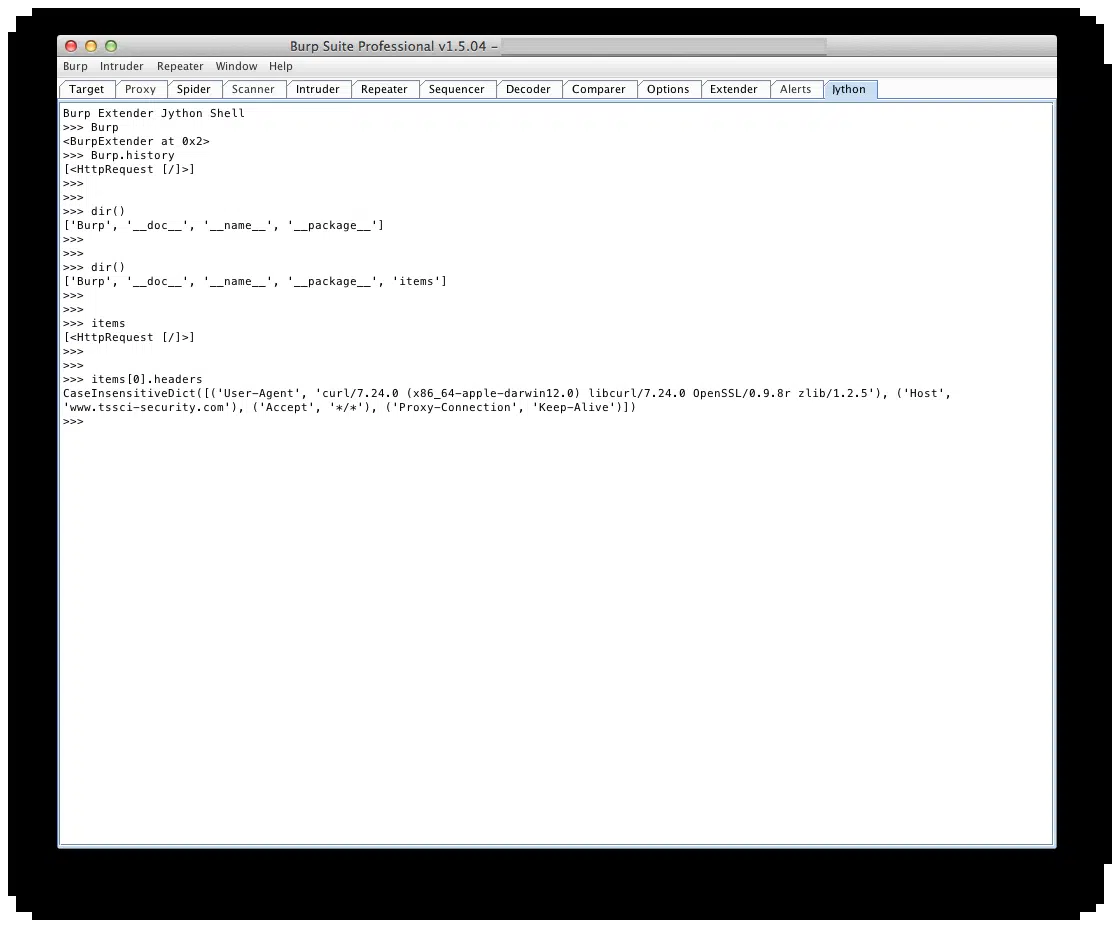 Burp Suite Professional v1.5.04 –
Burp Intruder Repeater Window Help
Target Proxy Spider Scanner Intruder Repeater Sequencer Decoder Comparer Options Extender Alerts Jython
Burp Extender Jython Shell
>>> Burp
<BurpExtender at 0x2>
>>> Burp.history
[<HttpRequest [/]>]
>>>
>>>
>>> dir()
['Burp', '__doc__', '__name__', '__package__']
>>>
>>>
>>> dir()
['Burp', '__doc__', '__name__', '__package__', 'items']
>>>
>>>
>>> items
[<HttpRequest [/]>]
>>>
>>>
>>> items[0].headers
CaseInsensitiveDict([('User-Agent', 'curl/7.24.0 (x86_64-apple-darwin12.0) libcurl/7.24.0 OpenSSL/0.9.8r zlib/1.2.5'), ('Host',
'www.tssci-security.com'), ('Accept', '*/*'), ('Proxy-Connection', 'Keep-Alive')])
>>>